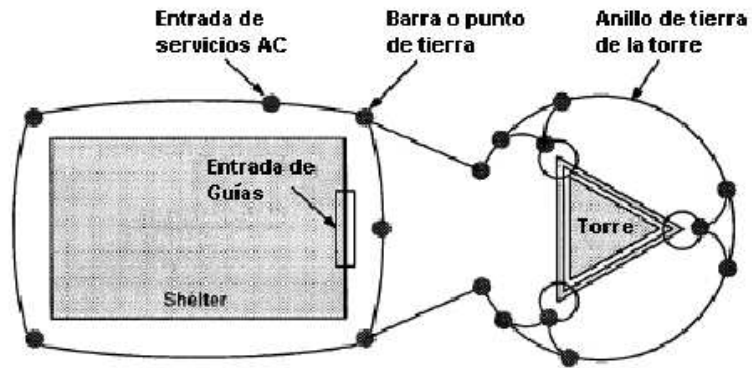 Entrada de
servicios AC
Barra o punto
de tierra
Anillo de tierra
de la torre
Entrada de
Guías
Torre
Shelter